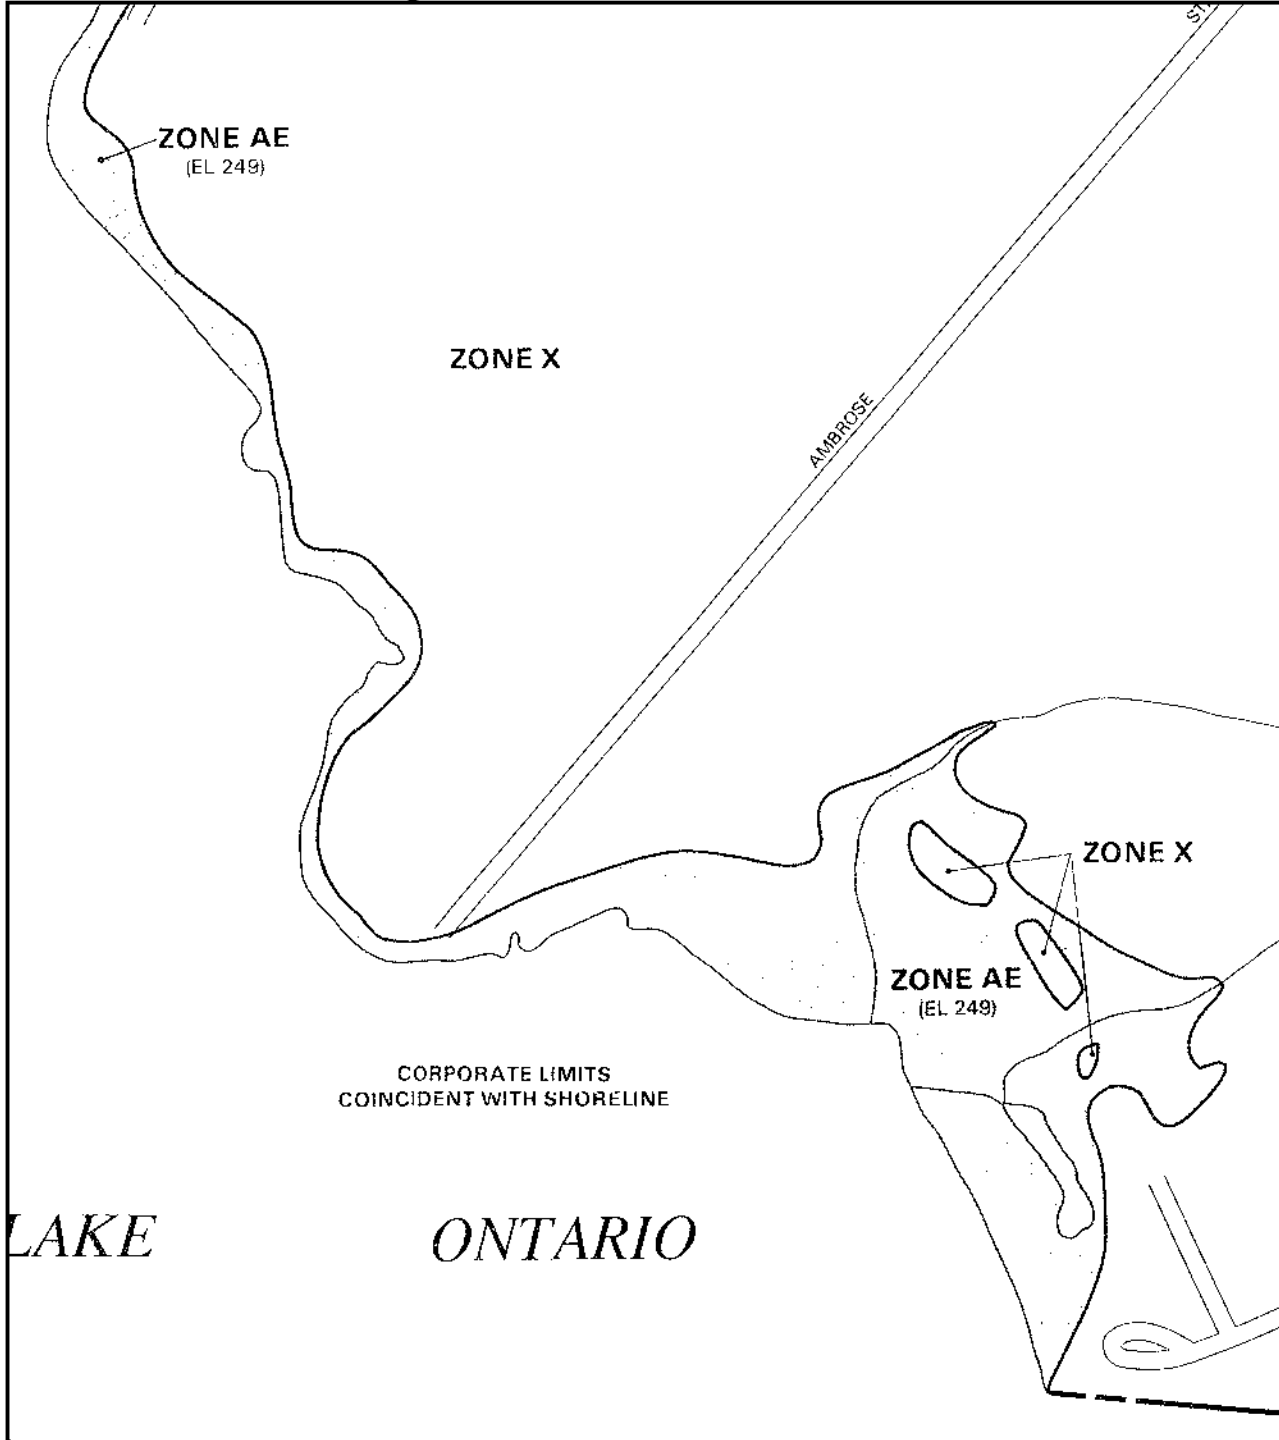 ZONE AE
(EL 249)
ZONE X
AMBROSE
ZONE X
ZONE AE
(EL 249)
CORPORATE LIMITS
COINCIDENT WITH SHORELINE
LAKE ONTARIO